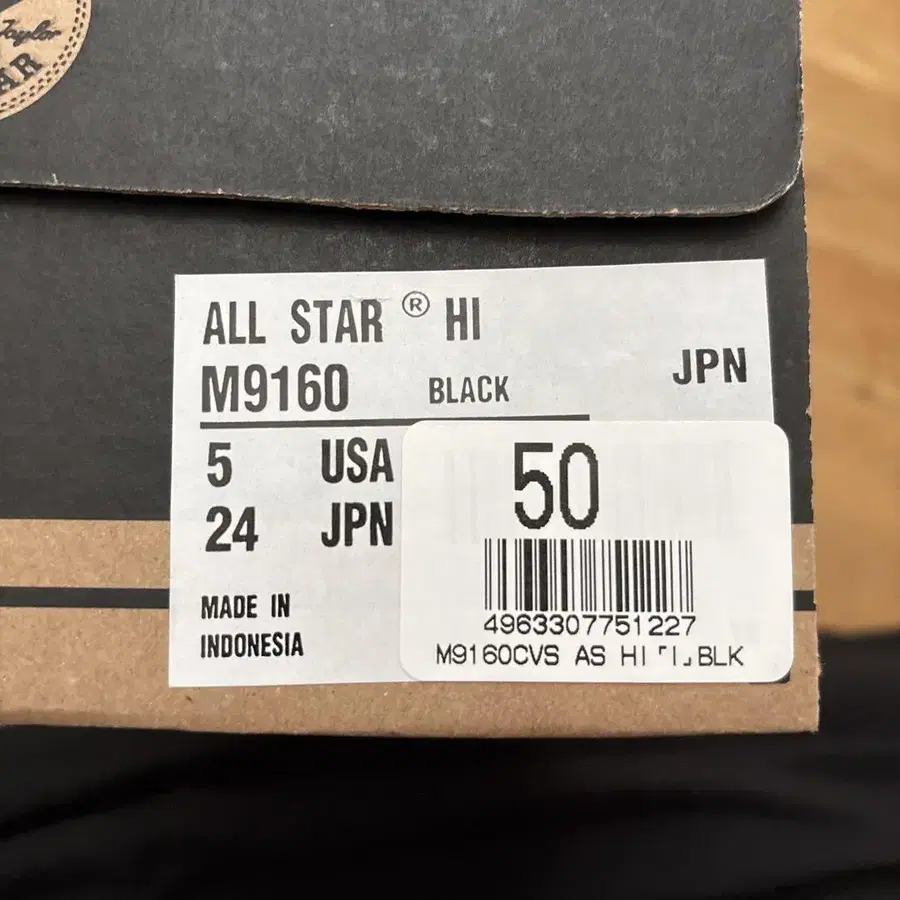 Taylor
ALL STAR ® HI
M9160 BLACK JPN
5 USA
24 JPN
MADE IN
INDONESIA
50
4963307751227
M9160CVS AS HI「I」BLK